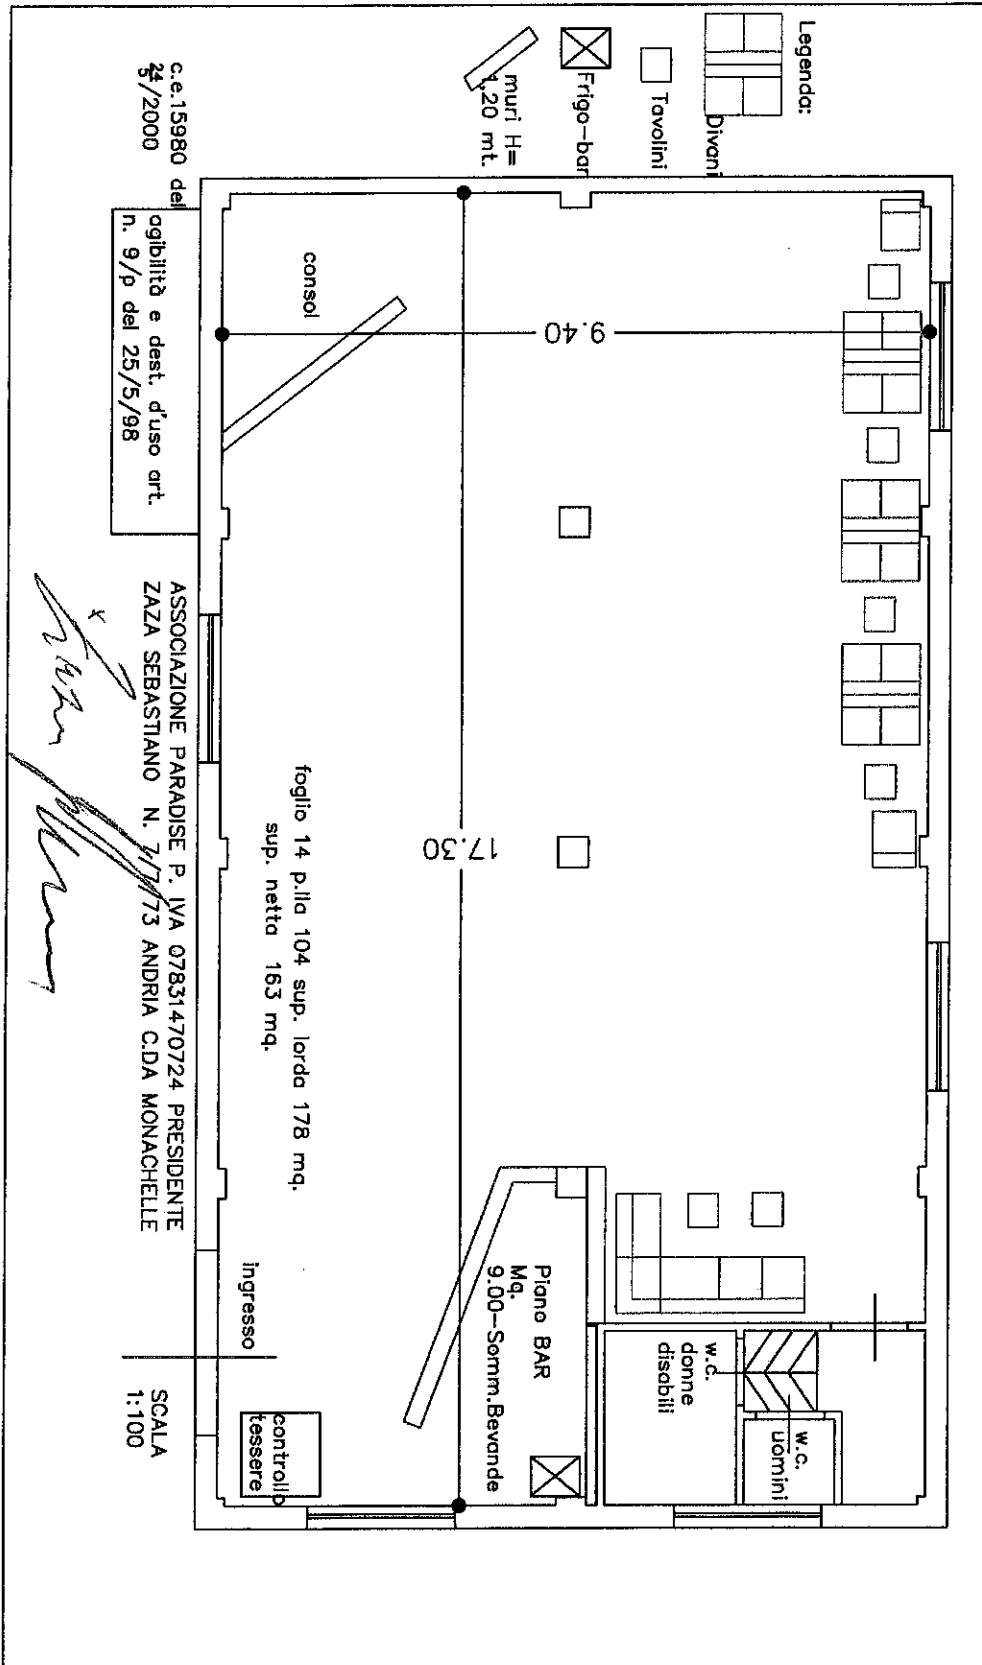 Legenda:
Divani
Tavolini
Frigo-bar
muri H=
1,20 mt.
consol
9.40
17.30
foglio 14 p.lla 104 sup. lorda 178 mq.
sup. netta 163 mq.
Piano BAR
Mq.
9.00-Somm.Bevande
w.c.
donne
disabili
w.c.
uomini
ingresso
controllo
tessere
c.e.15980 del
24/5/2000
agibilità e dest. d'uso art.
n. 9/p del 25/5/98
ASSOCIAZIONE PARADISE P. IVA 07831470724 PRESIDENTE
ZAZA SEBASTIANO N. 7/7/73 ANDRIA C.DA MONACHELLE
SCALA
1:100